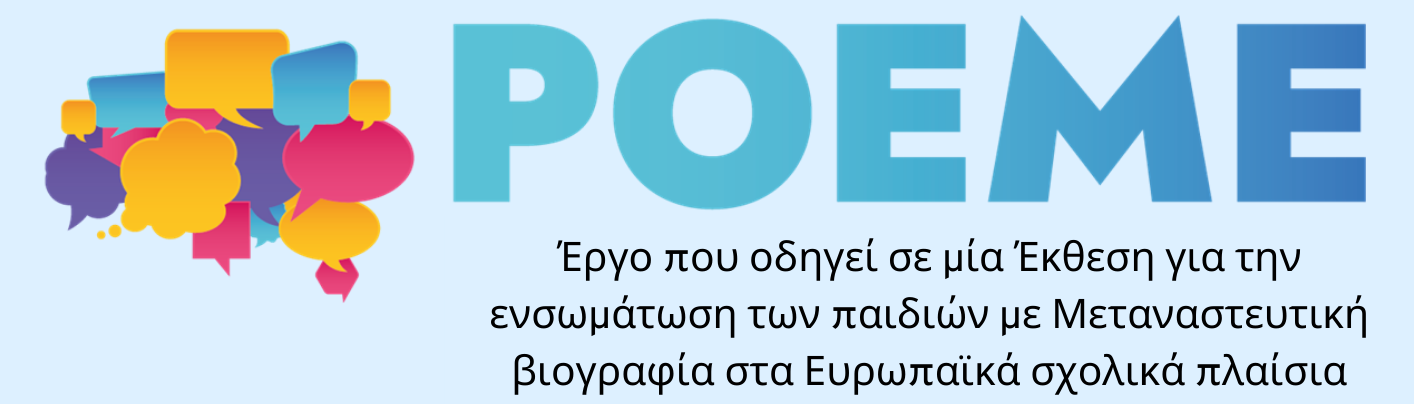 POEME
Έργο που οδηγεί σε μία Έκθεση για την
ενσωμάτωση των παιδιών με Μεταναστευτική
βιογραφία στα Ευρωπαϊκά σχολικά πλαίσια